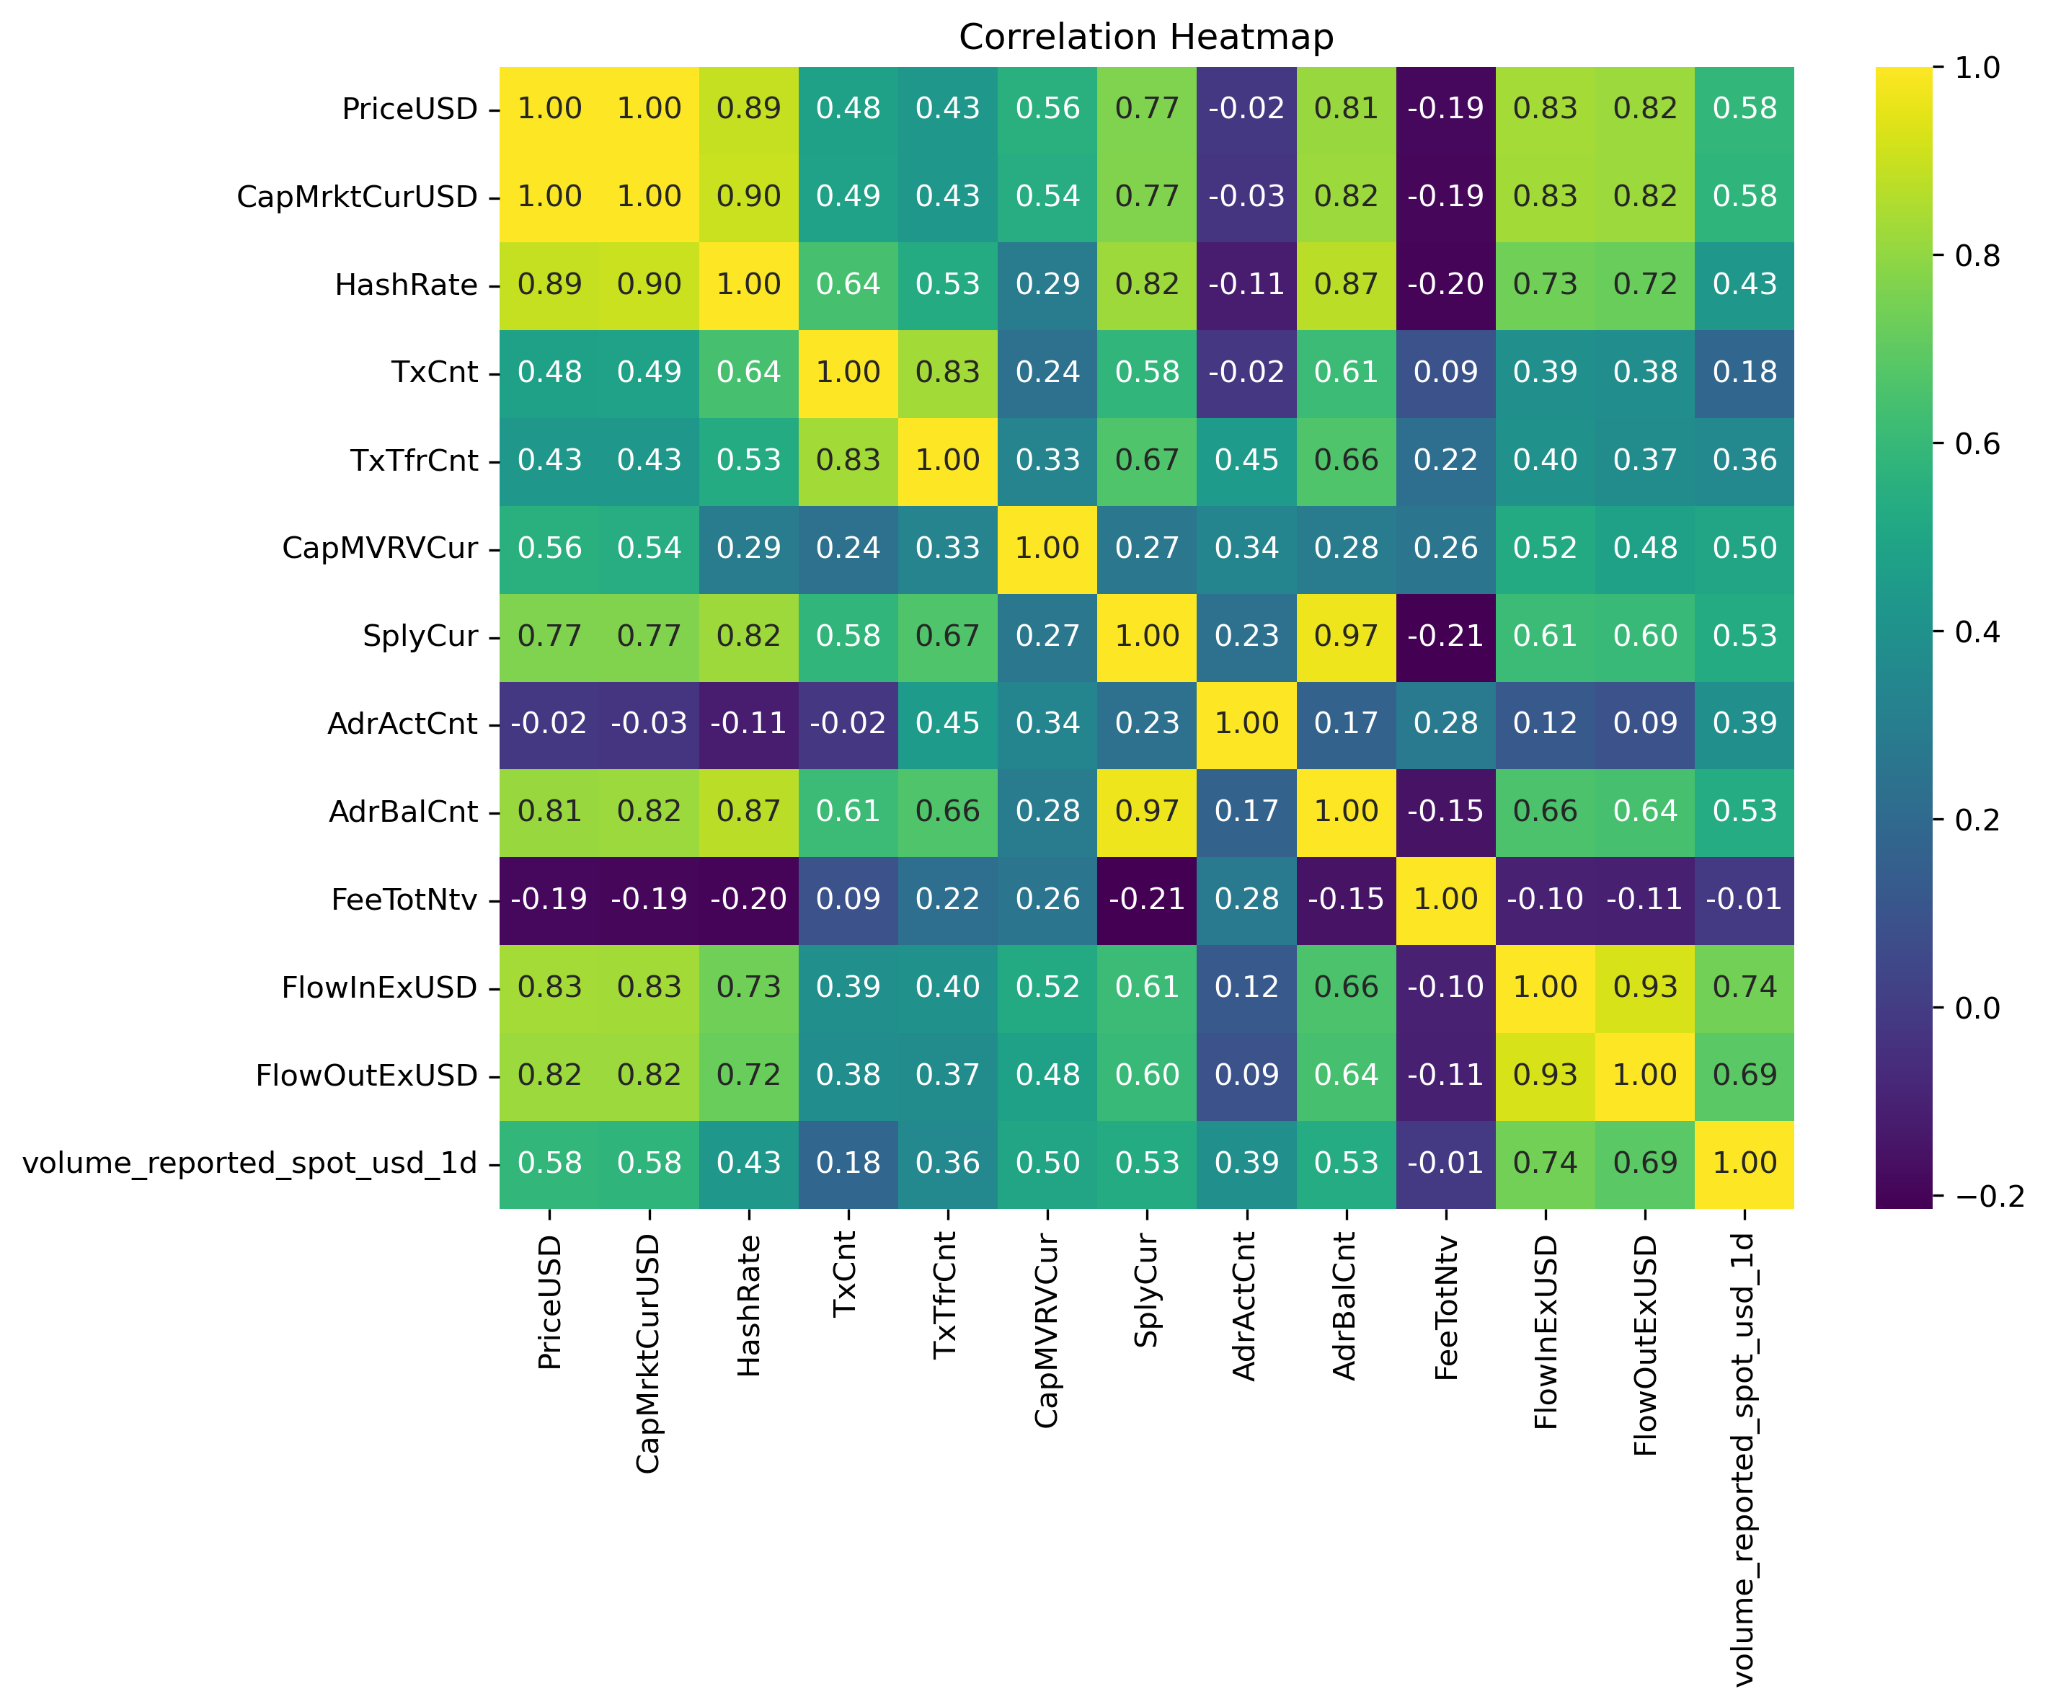 Correlation Heatmap
PriceUSD 1.00 1.00 0.89 0.48 0.43 0.56 0.77 -0.02 0.81 -0.19 0.83 0.82 0.58
CapMrktCurUSD 1.00 1.00 0.90 0.49 0.43 0.54 0.77 -0.03 0.82 -0.19 0.83 0.82 0.58
HashRate 0.89 0.90 1.00 0.64 0.53 0.29 0.82 -0.11 0.87 -0.20 0.73 0.72 0.43
TxCnt 0.48 0.49 0.64 1.00 0.83 0.24 0.58 -0.02 0.61 0.09 0.39 0.38 0.18
TxTfrCnt 0.43 0.43 0.53 0.83 1.00 0.33 0.67 0.45 0.66 0.22 0.40 0.37 0.36
CapMVRVCur 0.56 0.54 0.29 0.24 0.33 1.00 0.27 0.34 0.28 0.26 0.52 0.48 0.50
SplyCur 0.77 0.77 0.82 0.58 0.67 0.27 1.00 0.23 0.97 -0.21 0.61 0.60 0.53
AdrActCnt -0.02 -0.03 -0.11 -0.02 0.45 0.34 0.23 1.00 0.17 0.28 0.12 0.09 0.39
AdrBalCnt 0.81 0.82 0.87 0.61 0.66 0.28 0.97 0.17 1.00 -0.15 0.66 0.64 0.53
FeeTotNtv -0.19 -0.19 -0.20 0.09 0.22 0.26 -0.21 0.28 -0.15 1.00 -0.10 -0.11 -0.01
FlowInExUSD 0.83 0.83 0.73 0.39 0.40 0.52 0.61 0.12 0.66 -0.10 1.00 0.93 0.74
FlowOutExUSD 0.82 0.82 0.72 0.38 0.37 0.48 0.60 0.09 0.64 -0.11 0.93 1.00 0.69
volume_reported_spot_usd_1d 0.58 0.58 0.43 0.18 0.36 0.50 0.53 0.39 0.53 -0.01 0.74 0.69 1.00
PriceUSD
CapMrktCurUSD
HashRate
TxCnt
TxTfrCnt
CapMVRVCur
SplyCur
AdrActCnt
AdrBalCnt
FeeTotNtv
FlowInExUSD
FlowOutExUSD
volume_reported_spot_usd_1d
1.0
0.8
0.6
0.4
0.2
0.0
−0.2